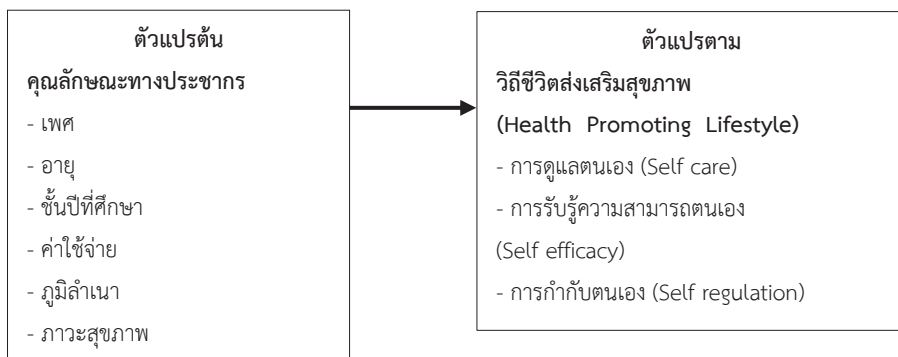 ตัวแปรต้น
คุณลักษณะทางประชากร
- เพศ
- อายุ
- ชั้นปีที่ศึกษา
- ค่าใช้จ่าย
- ภูมิลำเนา
- ภาวะสุขภาพ
ตัวแปรตาม
วิถีชีวิตส่งเสริมสุขภาพ
(Health Promoting Lifestyle)
- การดูแลตนเอง (Self care)
- การรับรู้ความสามารถตนเอง
(Self efficacy)
- การกำกับตนเอง (Self regulation)